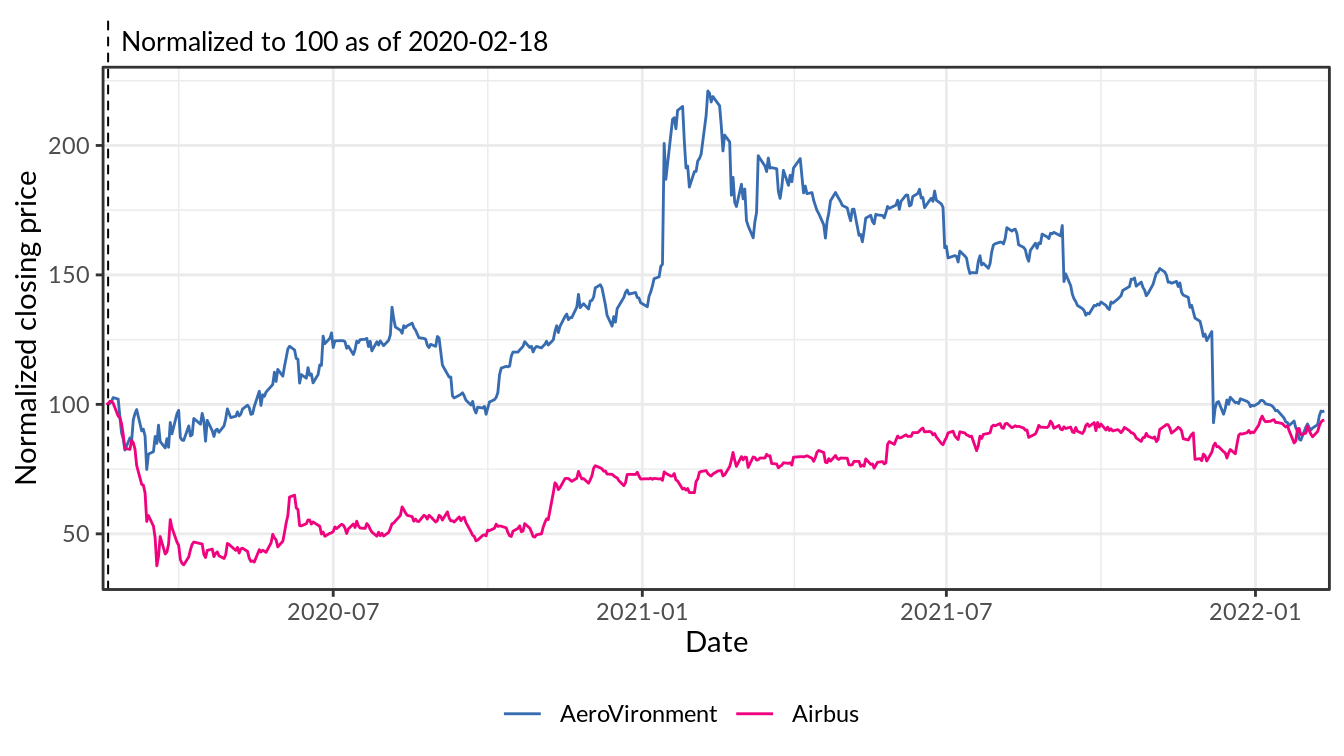 Normalized to 100 as of 2020-02-18
Normalized closing price
200
150
100
50
2020-07
2021-01
2021-07
2022-01
Date
AeroVironment
Airbus